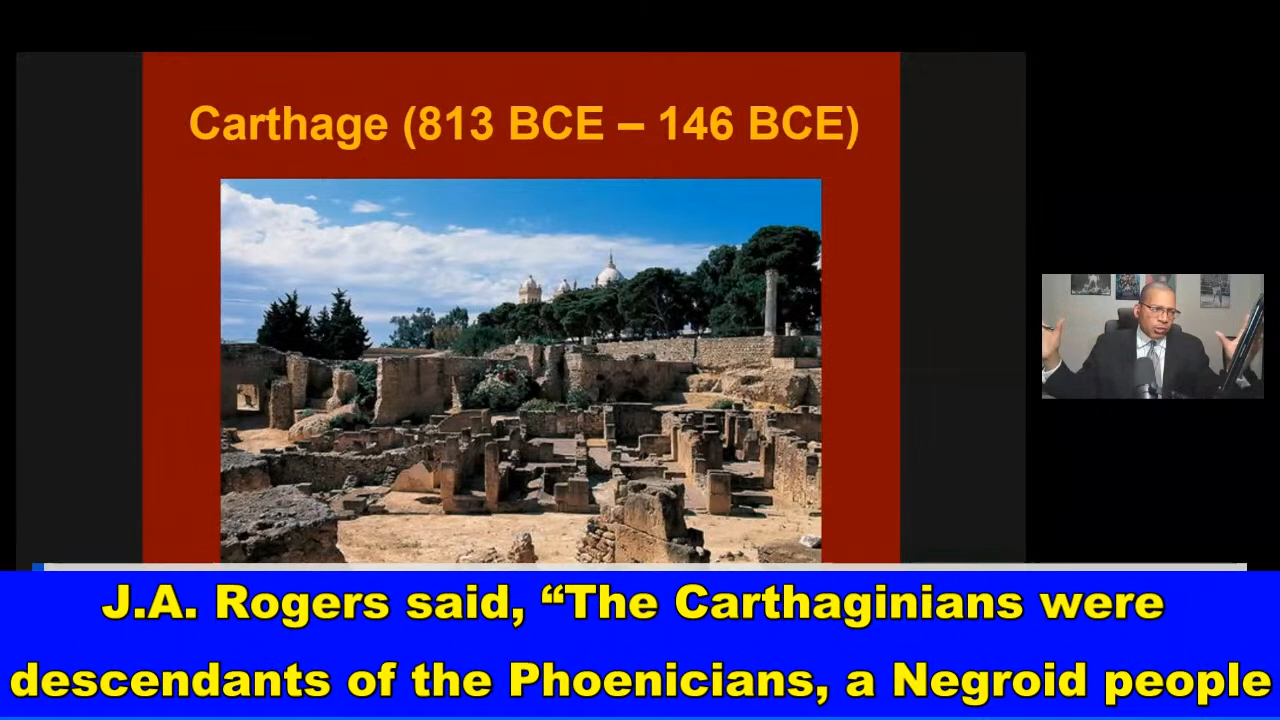 Carthage (813 BCE – 146 BCE)
J.A. Rogers said, “The Carthaginians were
descendants of the Phoenicians, a Negroid people